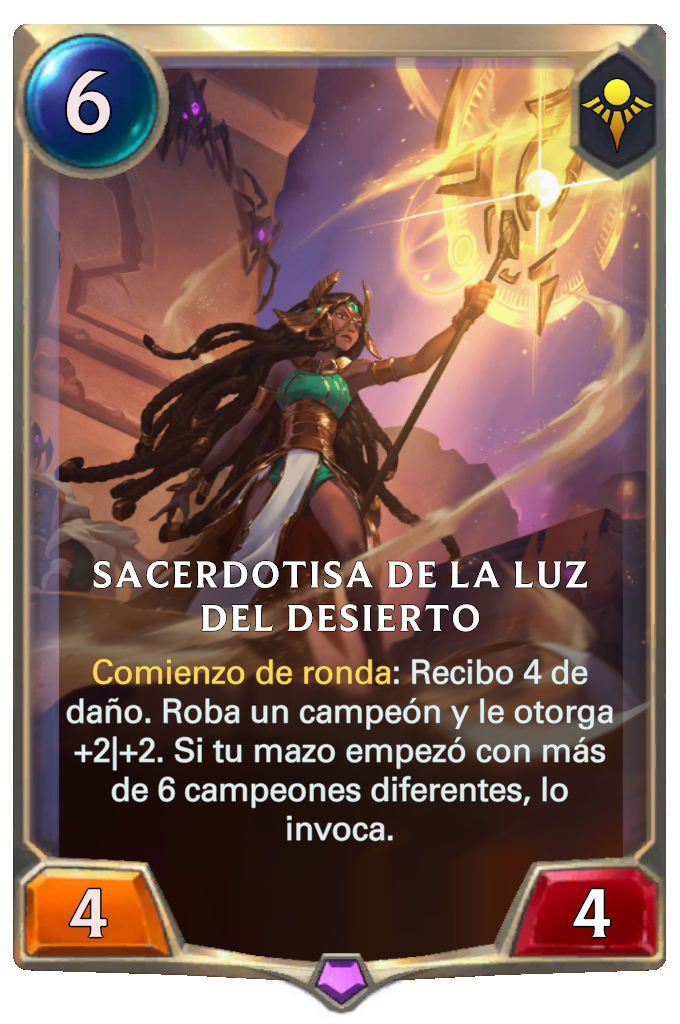 6
SACERDOTISA DE LA LUZ
DEL DESIERTO
Comienzo de ronda: Recibo 4 de
daño. Roba un campeón y le otorga
+2|+2. Si tu mazo empezó con más
de 6 campeones diferentes, lo
invoca.
4
4